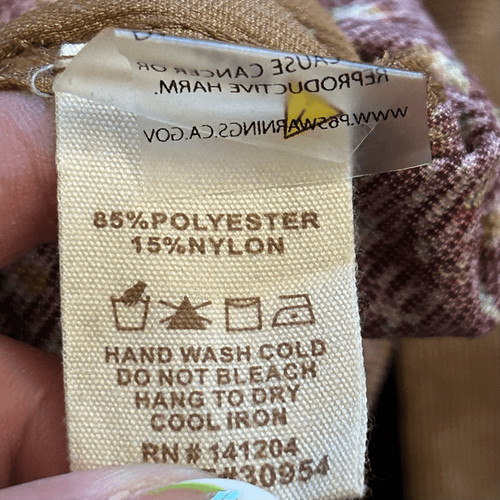 CAUSE CANCER OR
REPRODUCTIVE HARM.
WWW.P65WARNINGS.CA.GOV
85%POLYESTER
15%NYLON
HAND WASH COLD
DO NOT BLEACH
HANG TO DRY
COOL IRON
RN # 141204
#30954